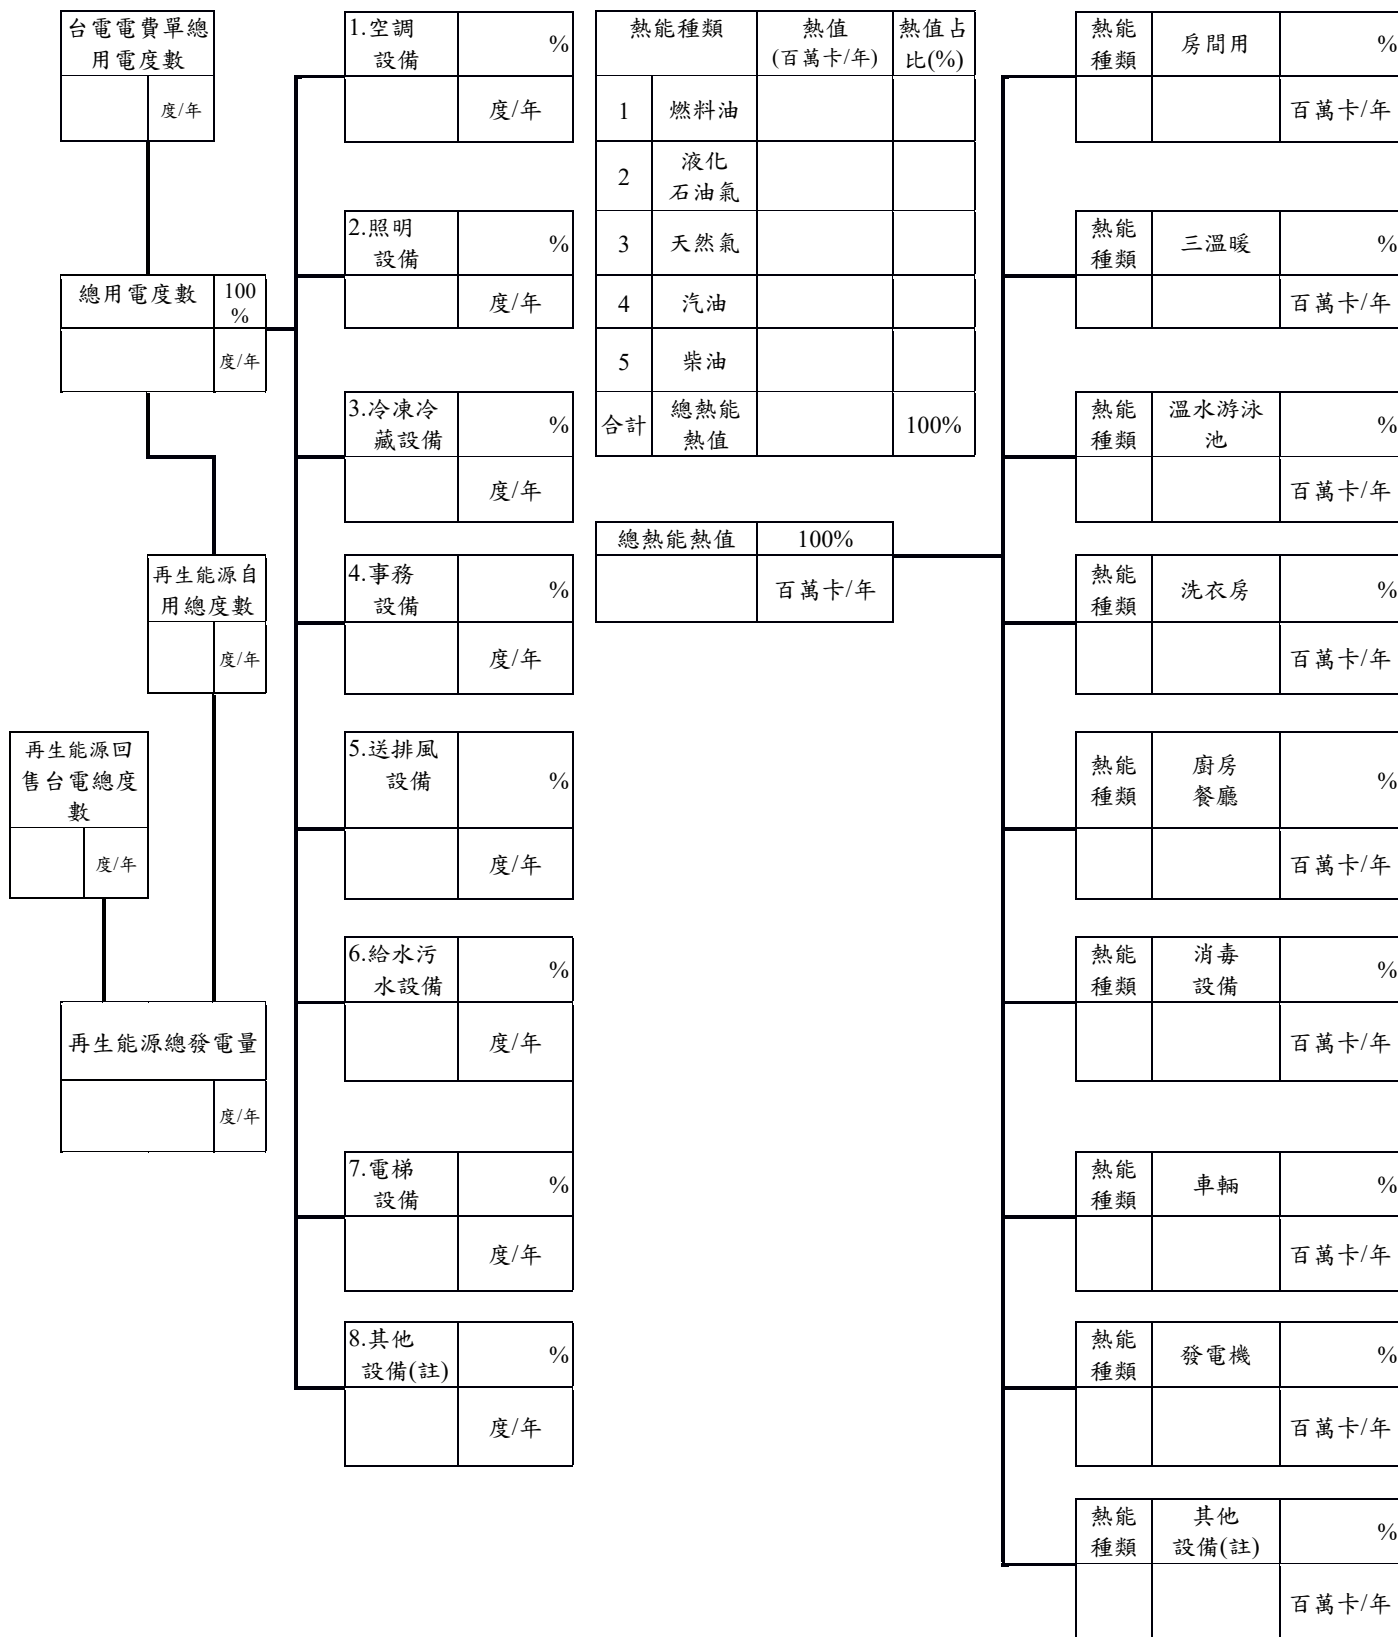 台電電費單總
用電度數
度/年
總用電度數
100
%
度/年
再生能源自
用總度數
度/年
再生能源回
售台電總度
數
度/年
再生能源總發電量
度/年
1.空調
設備
%
度/年
2.照明
設備
%
度/年
3.冷凍冷
藏設備
%
度/年
4.事務
設備
%
度/年
5.送排風
設備
%
度/年
6.給水污
水設備
%
度/年
7.電梯
設備
%
度/年
8.其他
設備(註)
%
度/年
熱能種類
熱值
(百萬卡/年)
熱值占
比(%)
1
燃料油
2
液化
石油氣
3
天然氣
4
汽油
5
柴油
合計
總熱能
熱值
100%
總熱能熱值
100%
百萬卡/年
熱能
種類
房間用
%
百萬卡/年
熱能
種類
三溫暖
%
百萬卡/年
熱能
種類
溫水游泳
池
%
百萬卡/年
熱能
種類
洗衣房
%
百萬卡/年
熱能
種類
廚房
餐廳
%
百萬卡/年
熱能
種類
消毒
設備
%
百萬卡/年
熱能
種類
車輛
%
百萬卡/年
熱能
種類
發電機
%
百萬卡/年
熱能
種類
其他
設備(註)
%
百萬卡/年